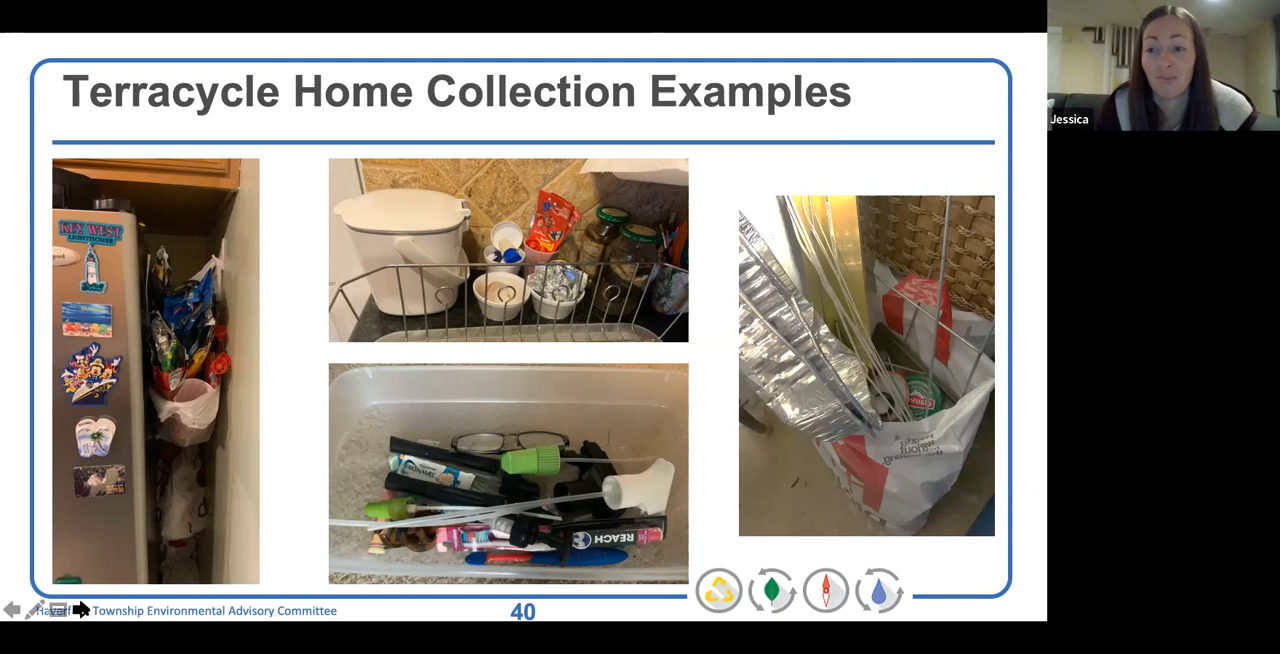 Terracycle Home Collection Examples
Jessica
KEY WEST
REACH
Township Environmental Advisory Committee
40